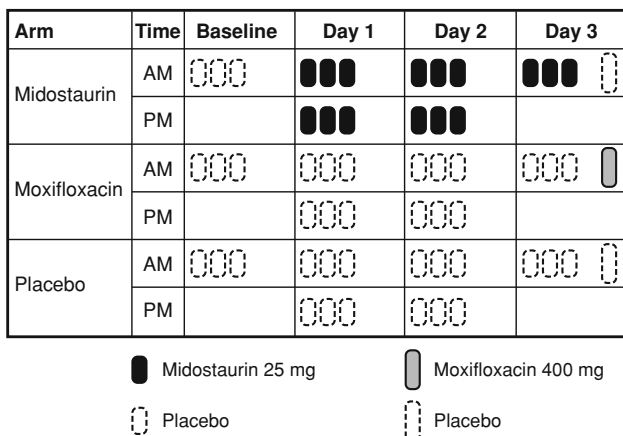 Arm Time Baseline Day 1 Day 2 Day 3
Midostaurin
AM
PM
Moxifloxacin
AM
PM
Placebo
AM
PM
Midostaurin 25 mg Moxifloxacin 400 mg
Placebo Placebo